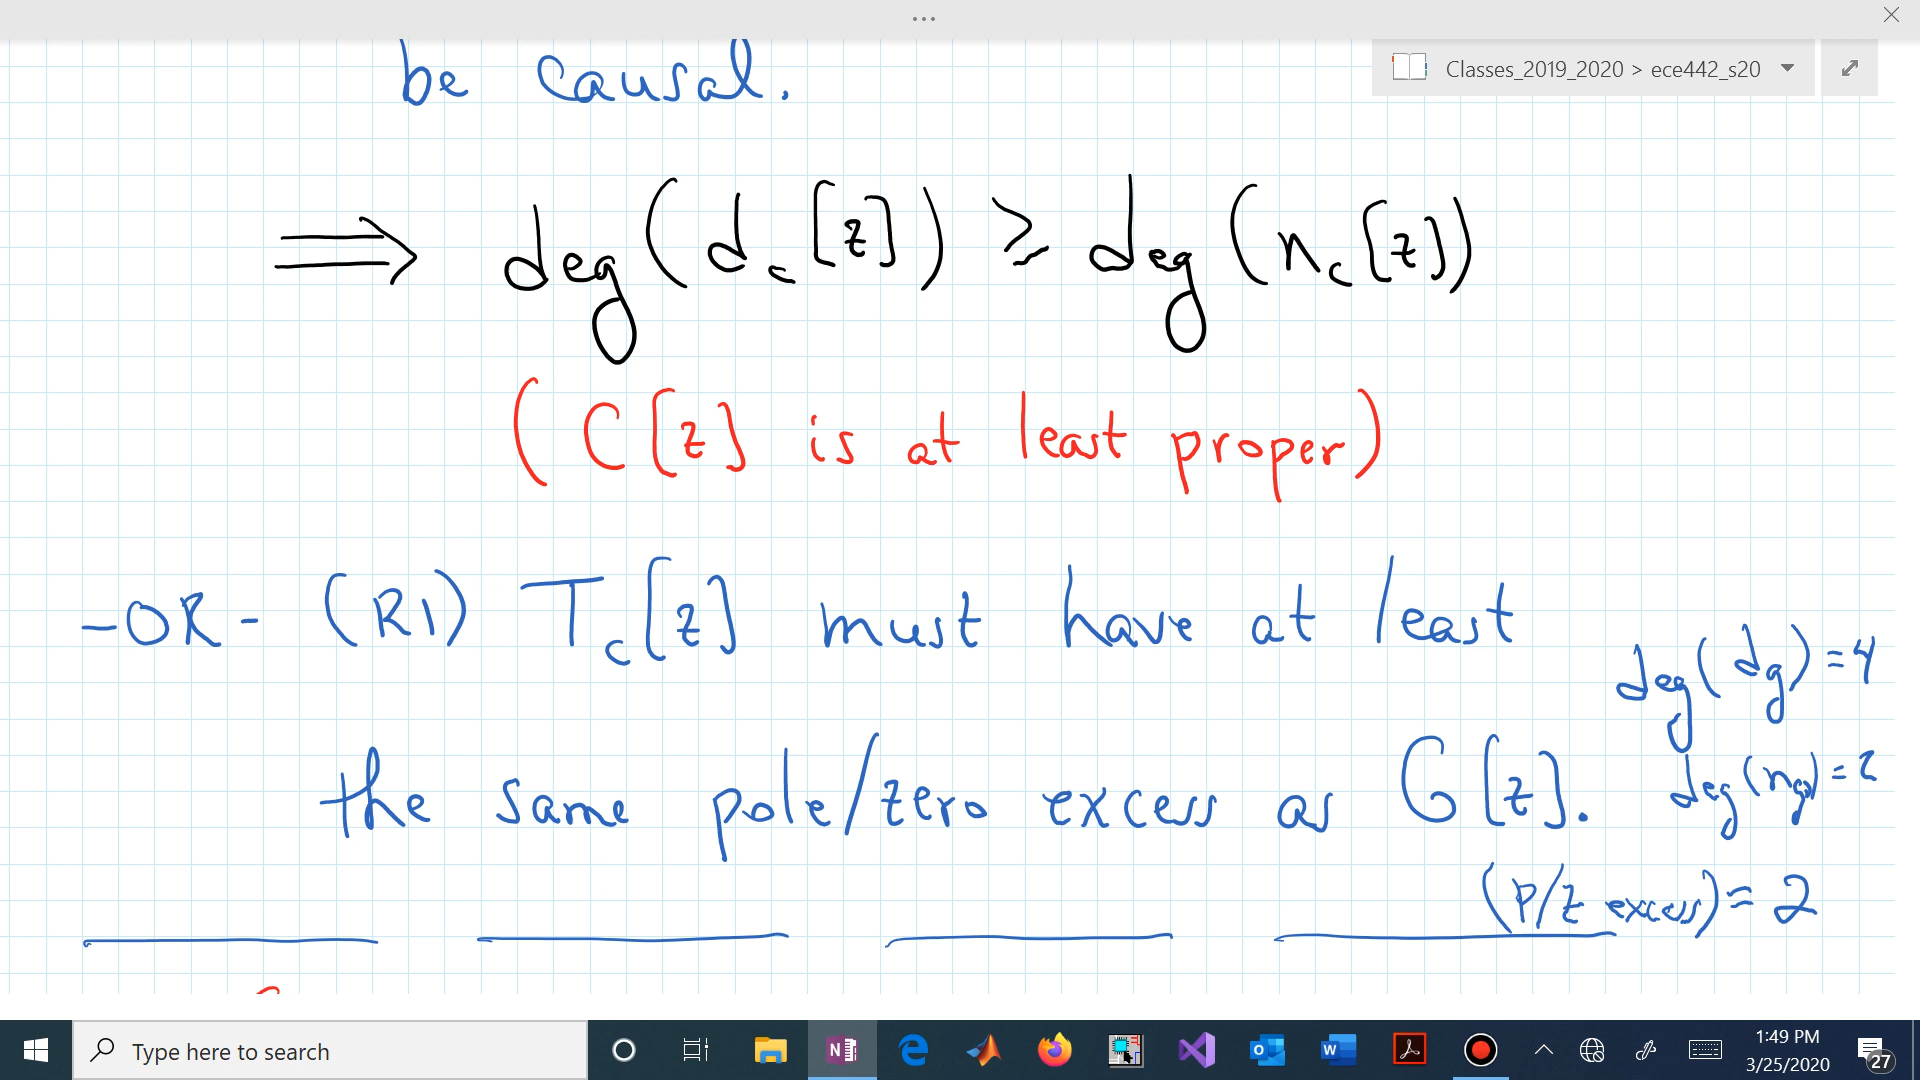 ...
Classes_2019_2020 > ece442_s20
be causal.
⟹ deg(d_c[z]) ≥ deg(n_c[z])
(C[z] is at least proper)
-OR- (R1) T_c[z] must have at least
deg(d_g)=4
the same pole/zero excess as G[z].
deg(n_g)=2
(P/z excess)=2
Type here to search
1:49 PM
3/25/2020
27